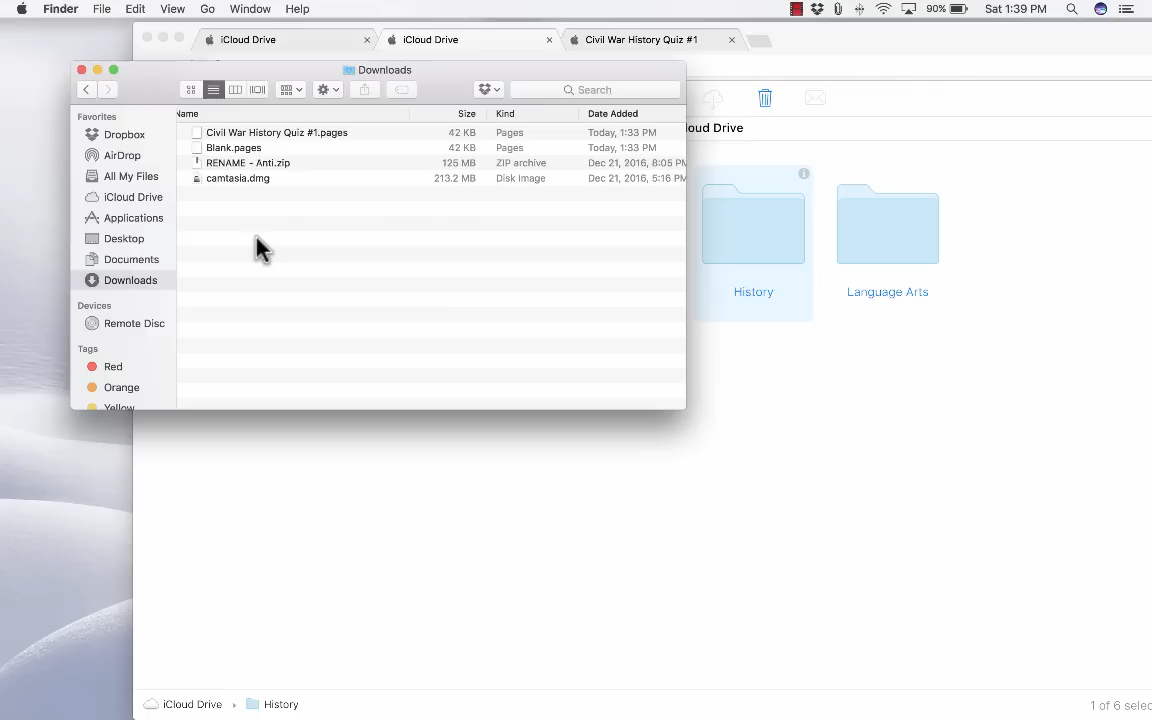 Finder File Edit View Go Window Help 90% Sat 1:39 PM
iCloud Drive iCloud Drive Civil War History Quiz #1
Downloads
Search
Favorites
Dropbox
AirDrop
All My Files
iCloud Drive
Applications
Desktop
Documents
Downloads
Devices
Remote Disc
Tags
Red
Orange
Yellow
Name Size Kind Date Added
Civil War History Quiz #1.pages 42 KB Pages Today, 1:33 PM
Blank.pages 42 KB Pages Today, 1:33 PM
RENAME - Anti.zip 125 MB ZIP archive Dec 21, 2016, 8:05 PM
camtasia.dmg 213.2 MB Disk Image Dec 21, 2016, 5:16 PM
loud Drive
History Language Arts
iCloud Drive History 1 of 6 selec